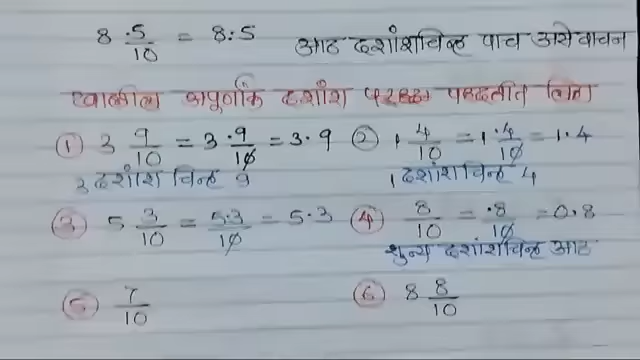 8 .5/10 = 8.5 आठ दशांशचिन्ह पाच असे वाचन
खालील अपूर्णांक दशांश पद्धतीत लिहा
① 3 9/10 = 3 .9/10 = 3.9 ② 1 4/10 = 1 .4/10 = 1.4
3 दशांश चिन्ह 9 1 दशांशचिन्ह 4
③ 5 3/10 = 5.3/10 = 5.3 ④ 8/10 = .8/10 = 0.8
शुन्य दशांशचिन्ह आठ
⑤ 7/10 ⑥ 8 8/10